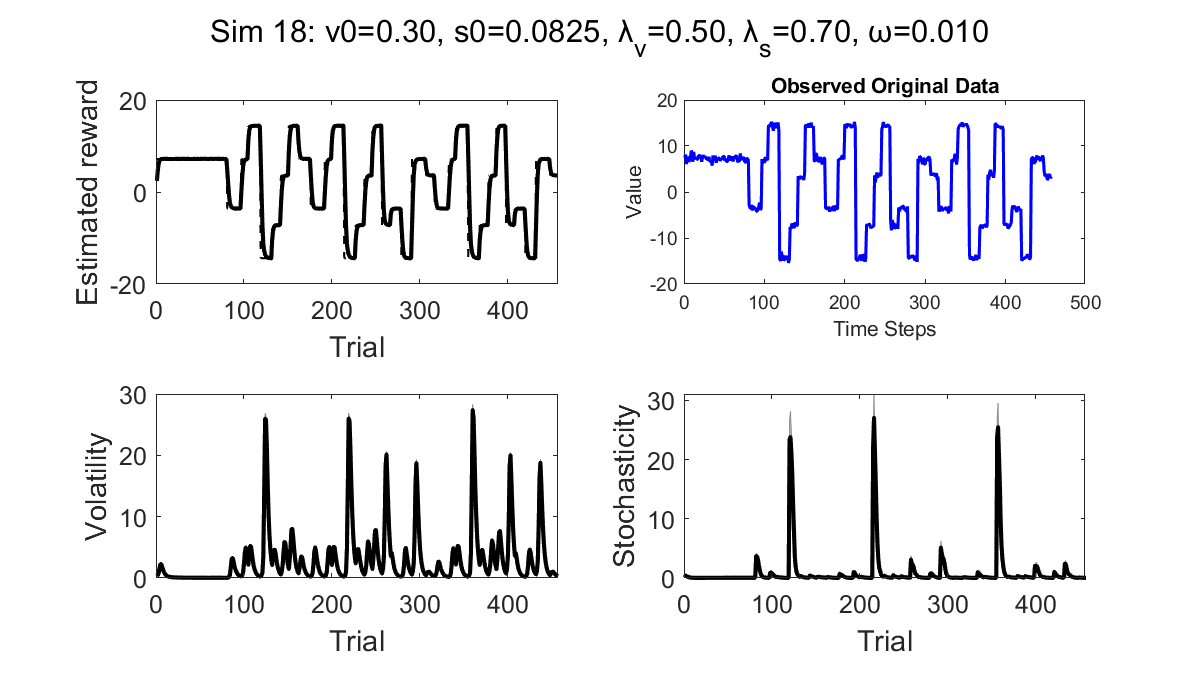 Sim 18: v0=0.30, s0=0.0825, λv=0.50, λs=0.70, ω=0.010
Estimated reward
20
0
-20
0 100 200 300 400
Trial
Observed Original Data
Value
20
10
0
-10
-20
0 100 200 300 400 500
Time Steps
Volatility
30
20
10
0
0 100 200 300 400
Trial
Stochasticity
30
20
10
0
0 100 200 300 400
Trial